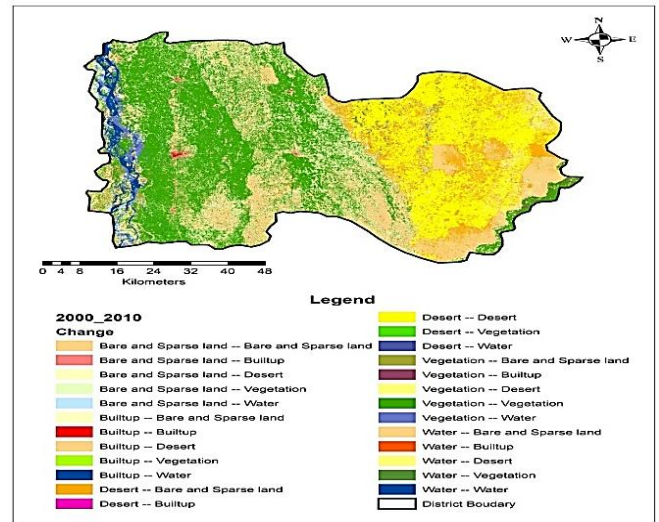 N
W E
S
0 4 8 16 24 32 40 48
Kilometers
Legend
2000_2010
Change
Bare and Sparse land -- Bare and Sparse land
Bare and Sparse land -- Builtup
Bare and Sparse land -- Desert
Bare and Sparse land -- Vegetation
Bare and Sparse land -- Water
Builtup -- Bare and Sparse land
Builtup -- Builtup
Builtup -- Desert
Builtup -- Vegetation
Builtup -- Water
Desert -- Bare and Sparse land
Desert -- Builtup
Desert -- Desert
Desert -- Vegetation
Desert -- Water
Vegetation -- Bare and Sparse land
Vegetation -- Builtup
Vegetation -- Desert
Vegetation -- Vegetation
Vegetation -- Water
Water -- Bare and Sparse land
Water -- Builtup
Water -- Desert
Water -- Vegetation
Water -- Water
District Boudary